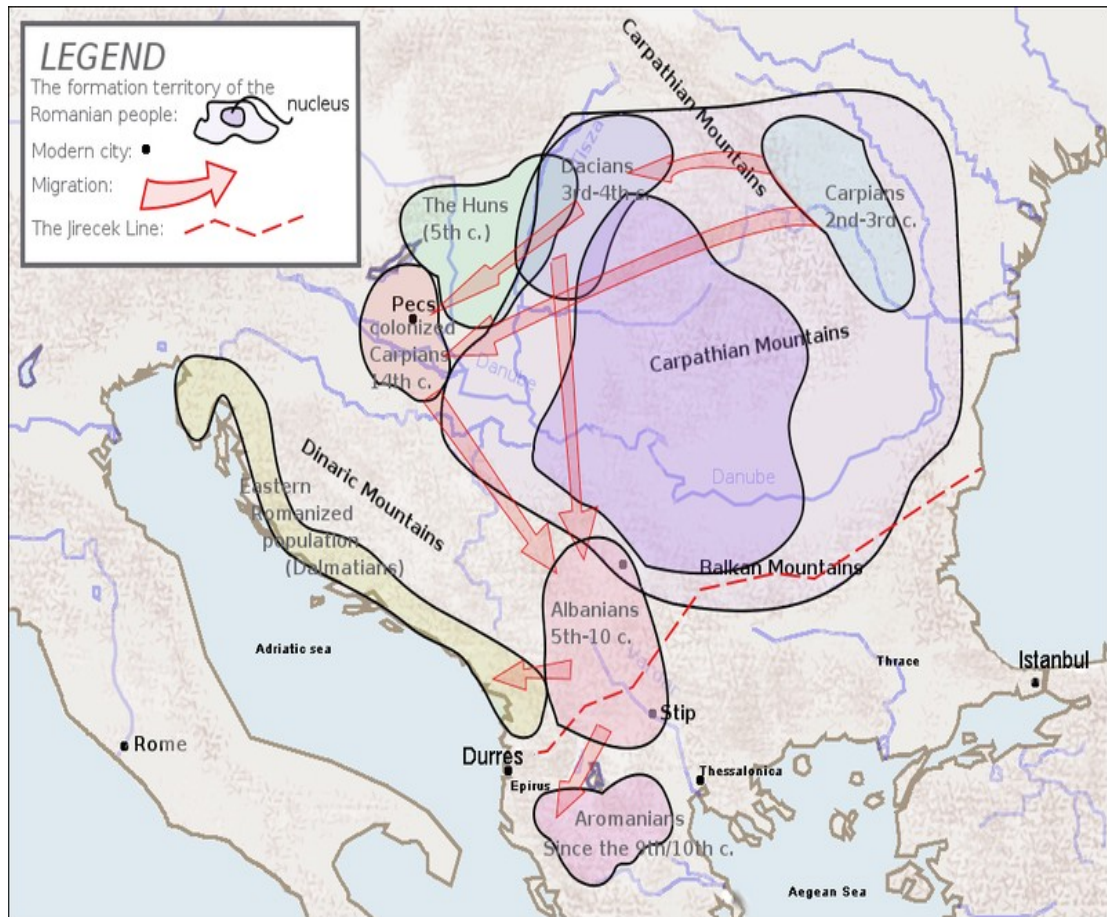 LEGEND
The formation territory of the
Romanian people:
nucleus
Modern city:
Migration:
The Jirecek Line:
Carpathian Mountains
Tisza
Dacians
3rd-4th c.
Carpians
2nd-3rd c.
The Huns
(5th c.)
Pecs
colonized
Carpians
14th c.
Danube
Carpathian Mountains
Danube
Dinaric Mountains
Eastern
Romanized
population
(Dalmatians)
Balkan Mountains
Albanians
5th-10 c.
Adriatic sea
Thrace
Istanbul
Stip
Rome
Durres
Epirus
Thessalonica
Aromanians
Since the 9th/10th c.
Aegean Sea